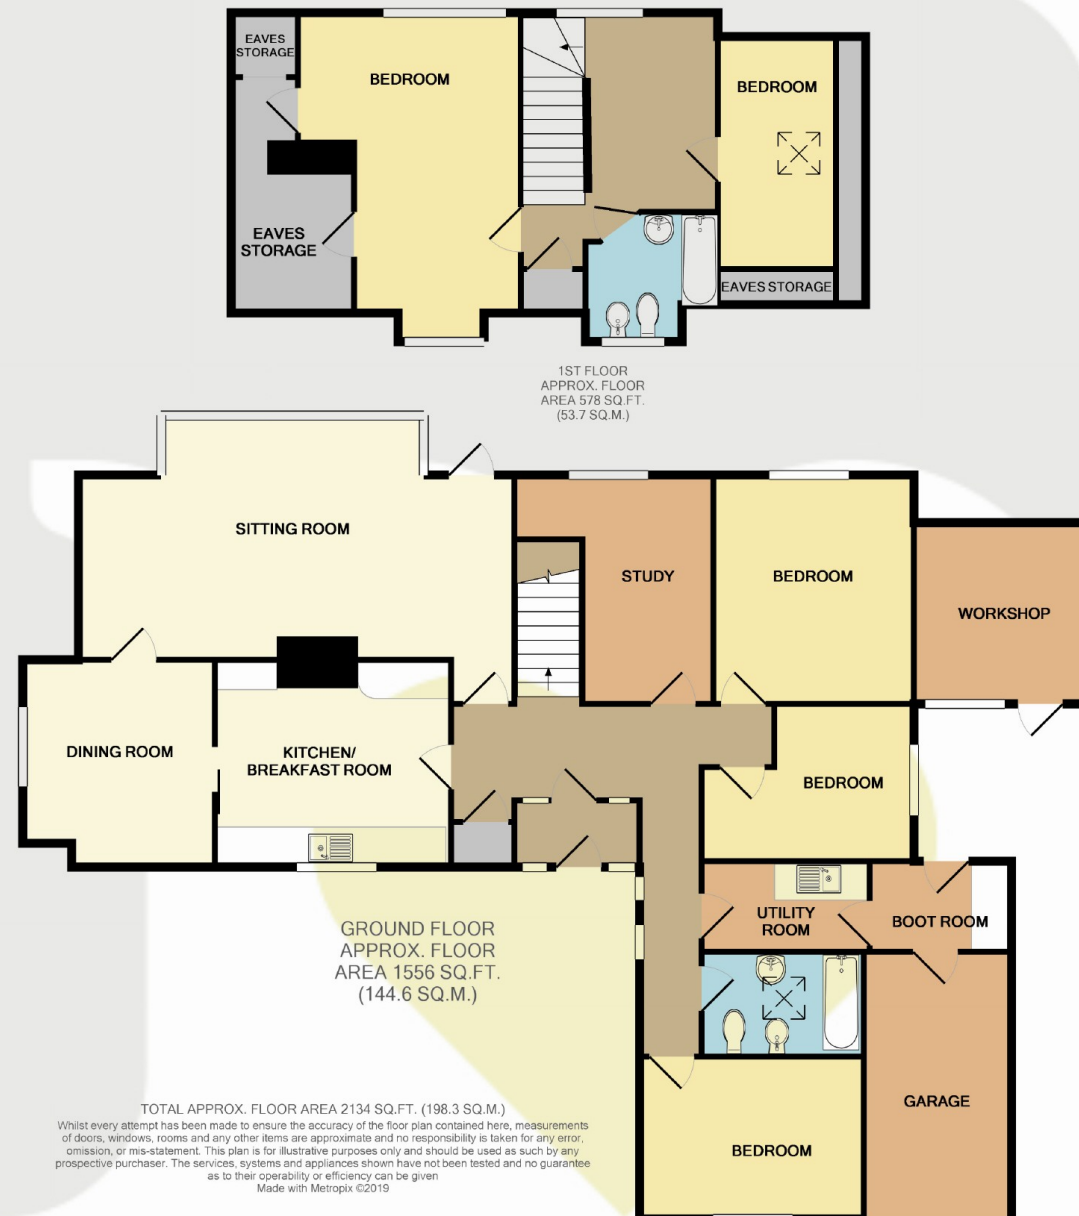 EAVES
STORAGE
BEDROOM
BEDROOM
EAVES
STORAGE
EAVES STORAGE
1ST FLOOR
APPROX. FLOOR
AREA 578 SQ.FT.
(53.7 SQ.M.)
SITTING ROOM
STUDY
BEDROOM
WORKSHOP
DINING ROOM
KITCHEN/
BREAKFAST ROOM
BEDROOM
UTILITY
ROOM
BOOT ROOM
GROUND FLOOR
APPROX. FLOOR
AREA 1556 SQ.FT.
(144.6 SQ.M.)
GARAGE
BEDROOM
TOTAL APPROX. FLOOR AREA 2134 SQ.FT. (198.3 SQ.M.)
Whilst every attempt has been made to ensure the accuracy of the floor plan contained here, measurements
of doors, windows, rooms and any other items are approximate and no responsibility is taken for any error,
omission, or mis-statement. This plan is for illustrative purposes only and should be used as such by any
prospective purchaser. The services, systems and appliances shown have not been tested and no guarantee
as to their operability or efficiency can be given
Made with Metropix ©2019